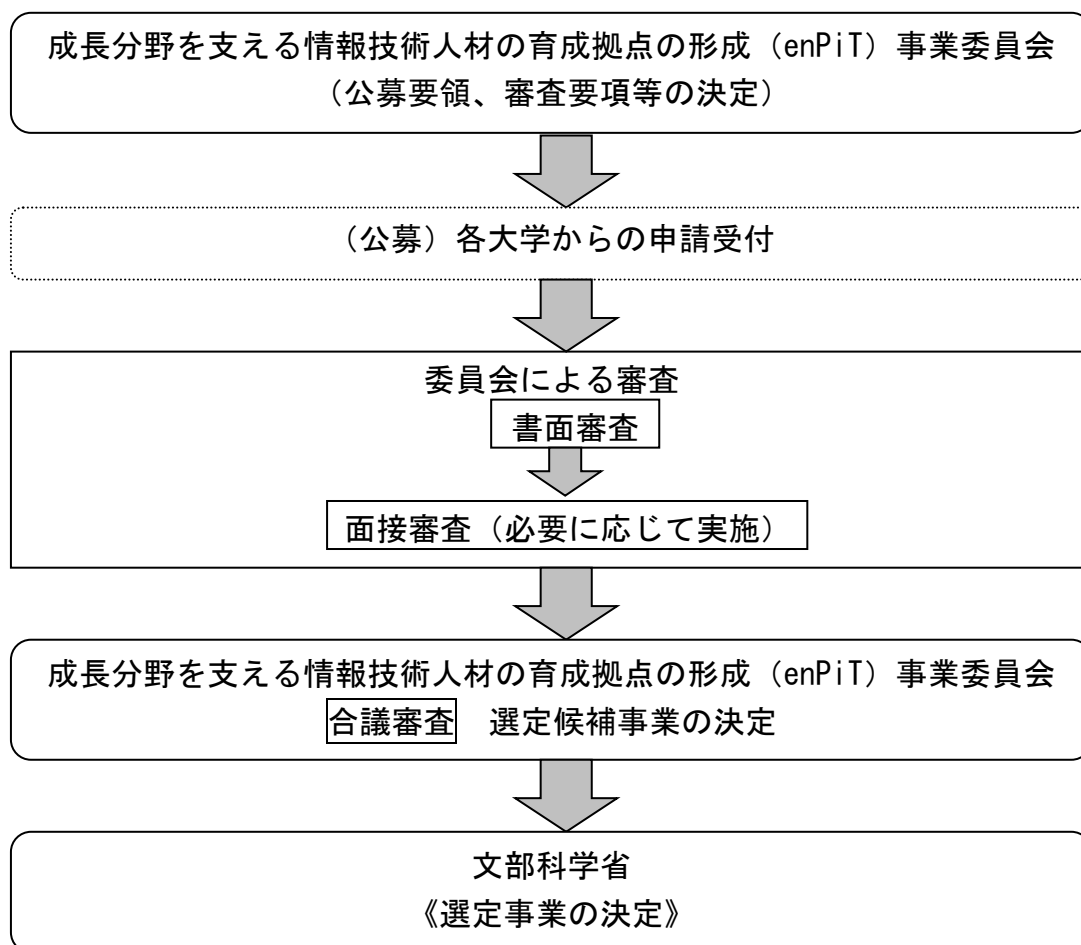 成長分野を支える情報技術人材の育成拠点の形成（enPiT）事業委員会
（公募要領、審査要項等の決定）
（公募）各大学からの申請受付
委員会による審査
書面審査
面接審査（必要に応じて実施）
成長分野を支える情報技術人材の育成拠点の形成（enPiT）事業委員会
合議審査　選定候補事業の決定
文部科学省
《選定事業の決定》